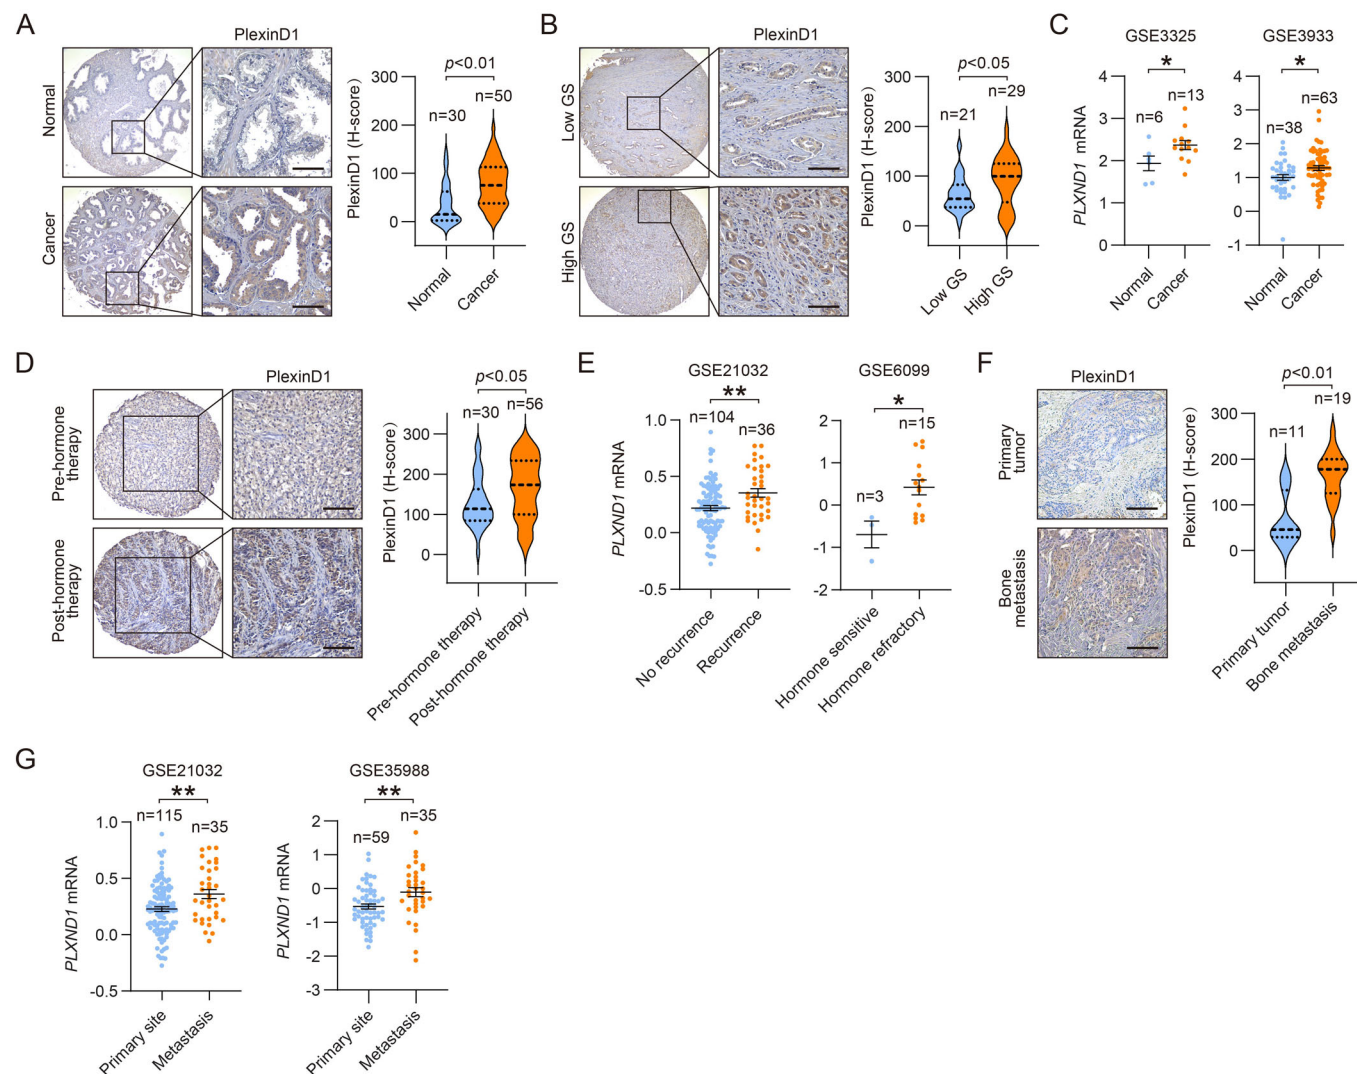 A
PlexinD1
Normal
Cancer
PlexinD1 (H-score)
p<0.01
n=30
n=50
300
200
100
0
Normal
Cancer
B
PlexinD1
Low GS
High GS
PlexinD1 (H-score)
p<0.05
n=21
n=29
300
200
100
0
Low GS
High GS
C
GSE3325
*
PLXND1 mRNA
n=6
n=13
4
3
2
1
0
Normal
Cancer
GSE3933
*
n=38
n=63
4
3
2
1
0
-1
Normal
Cancer
D
PlexinD1
Pre-hormone
therapy
Post-hormone
therapy
PlexinD1 (H-score)
p<0.05
n=30
n=56
300
200
100
0
Pre-hormone therapy
Post-hormone therapy
E
GSE21032
**
PLXND1 mRNA
n=104
n=36
1.0
0.5
0.0
-0.5
No recurrence
Recurrence
GSE6099
*
n=15
n=3
2
1
0
-1
-2
Hormone sensitive
Hormone refractory
F
PlexinD1
Primary
tumor
Bone
metastasis
PlexinD1 (H-score)
p<0.01
n=11
n=19
300
200
100
0
Primary tumor
Bone metastasis
G
GSE21032
**
PLXND1 mRNA
n=115
n=35
1.0
0.5
0.0
-0.5
Primary site
Metastasis
GSE35988
**
PLXND1 mRNA
n=59
n=35
2
1
0
-1
-2
-3
Primary site
Metastasis